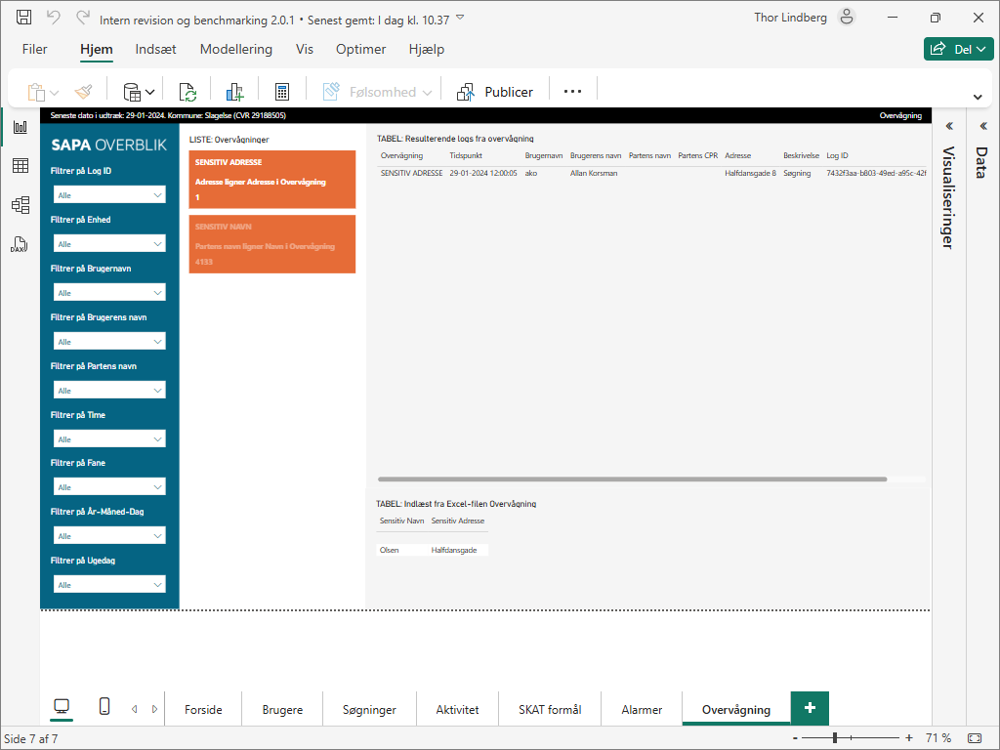 Intern revision og benchmarking 2.0.1 • Senest gemt: I dag kl. 10.37
Thor Lindberg
Filer Hjem Indsæt Modellering Vis Optimer Hjælp
Del
Følsomhed
Publicer
Seneste dato i udtræk: 29-01-2024. Kommune: Slagelse (CVR 29188505)
Overvågning
SAPA OVERBLIK
Filtrer på Log ID
Alle
Filtrer på Enhed
Alle
Filtrer på Brugernavn
Alle
Filtrer på Brugerens navn
Alle
Filtrer på Partens navn
Alle
Filtrer på Time
Alle
Filtrer på Fane
Alle
Filtrer på År-Måned-Dag
Alle
Filtrer på Ugedag
Alle
LISTE: Overvågninger
SENSITIV ADRESSE
Adresse ligner Adresse i Overvågning
1
SENSITIV NAVN
Partens navn ligner Navn i Overvågning
4133
TABEL: Resulterende logs fra overvågning
Overvågning Tidspunkt Brugernavn Brugerens navn Partens navn Partens CPR Adresse Beskrivelse Log ID
SENSITIV ADRESSE 29-01-2024 12:00:05 ako Allan Korsman Halfdansgade 8 Søgning 7432f3aa-b803-49ed-a95c-42f
TABEL: Indlæst fra Excel-filen Overvågning
Sensitiv Navn Sensitiv Adresse
Olsen Halfdansgade
Visualiseringer
Data
DAX
Forside Brugere Søgninger Aktivitet SKAT formål Alarmer Overvågning +
Side 7 af 7
- + 71 %